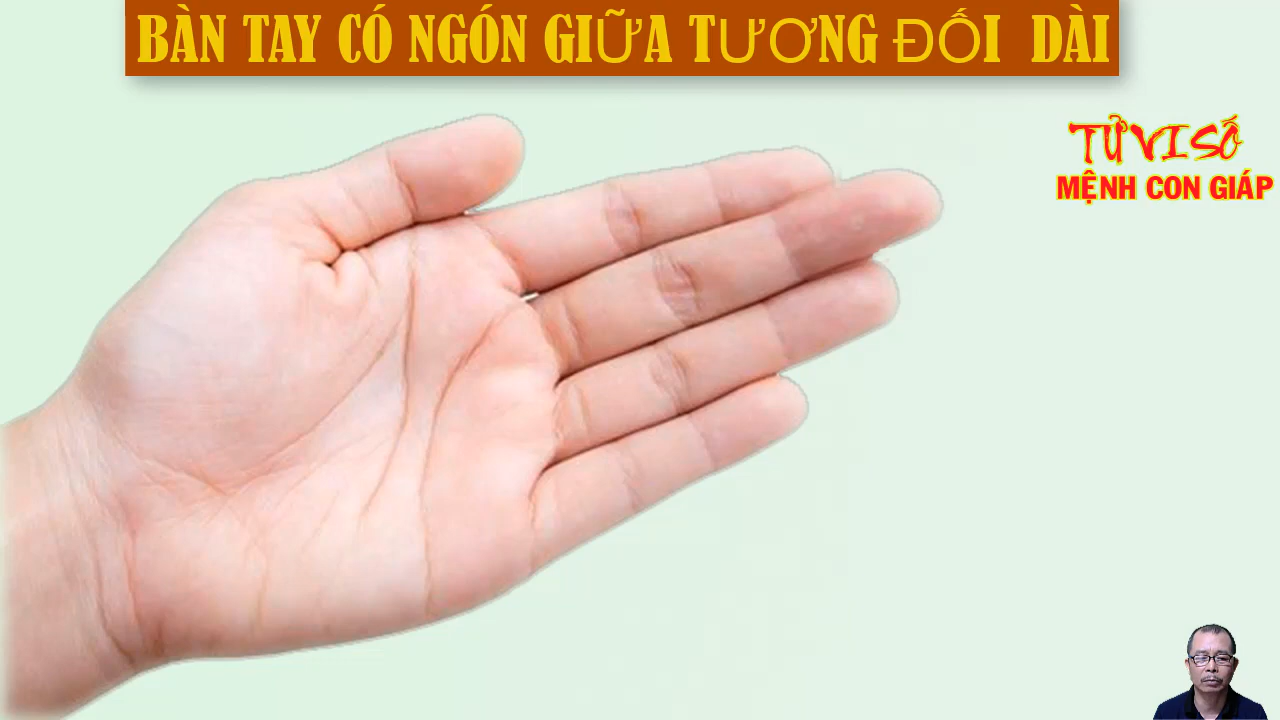 BÀN TAY CÓ NGÓN GIỮA TƯƠNG ĐỐI DÀI
TỬ VI SỐ
MỆNH CON GIÁP